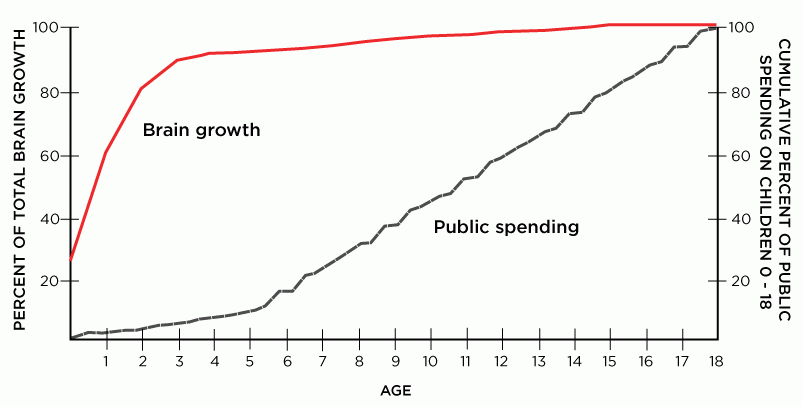 PERCENT OF TOTAL BRAIN GROWTH
100
80
60
40
20
Brain growth
Public spending
100
80
60
40
20
CUMULATIVE PERCENT OF PUBLIC
SPENDING ON CHILDREN 0 - 18
1 2 3 4 5 6 7 8 9 10 11 12 13 14 15 16 17 18
AGE